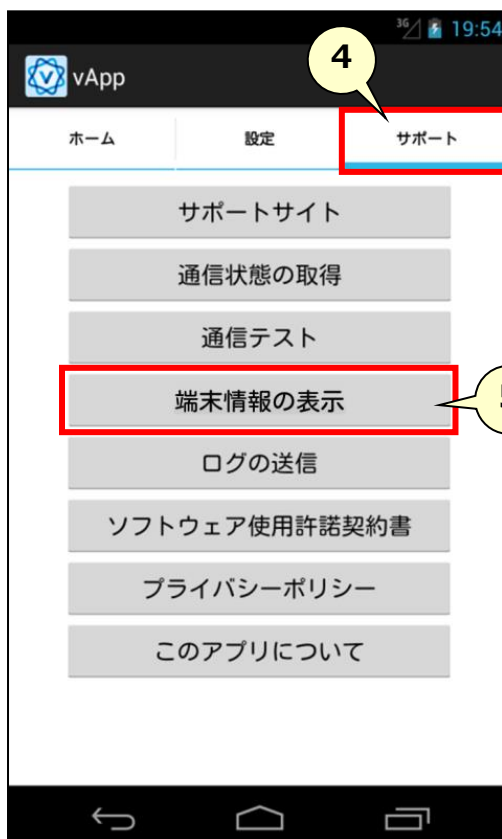 3G 19:54
4
vApp
ホーム 設定 サポート
サポートサイト
通信状態の取得
通信テスト
端末情報の表示
5
ログの送信
ソフトウェア使用許諾契約書
プライバシーポリシー
このアプリについて